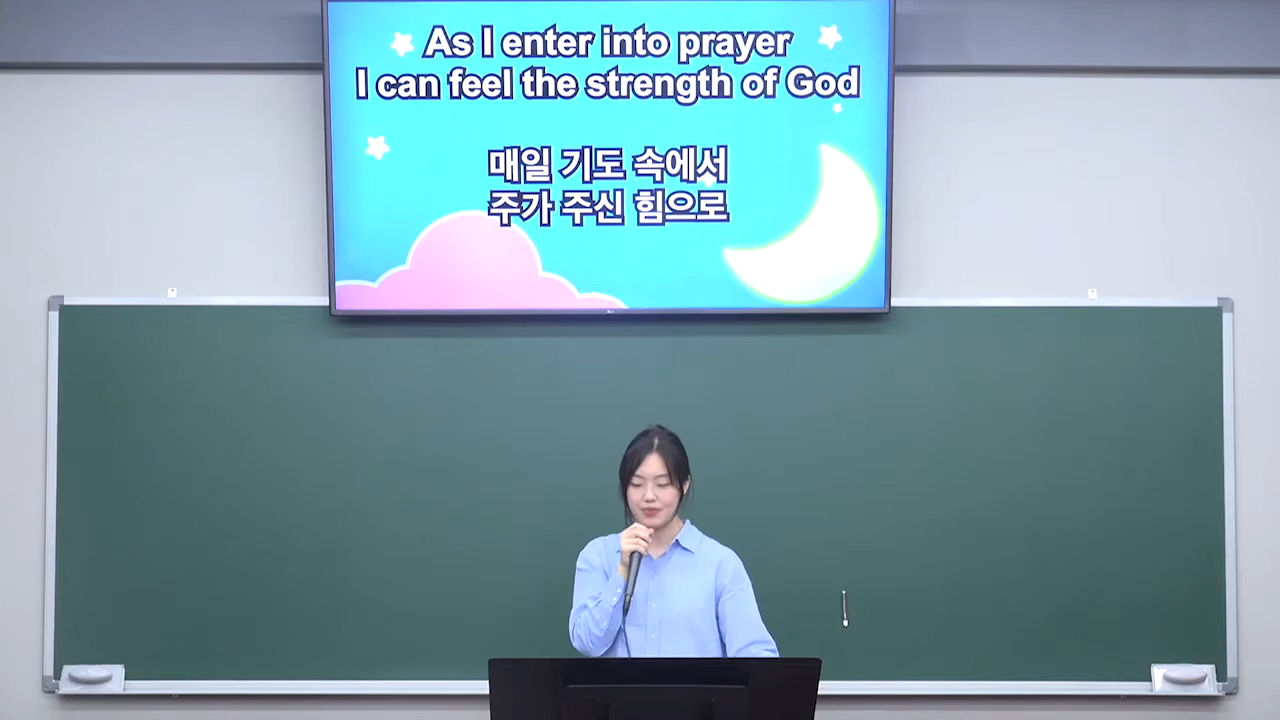 As I enter into prayer
I can feel the strength of God
매일 기도 속에서
주가 주신 힘으로